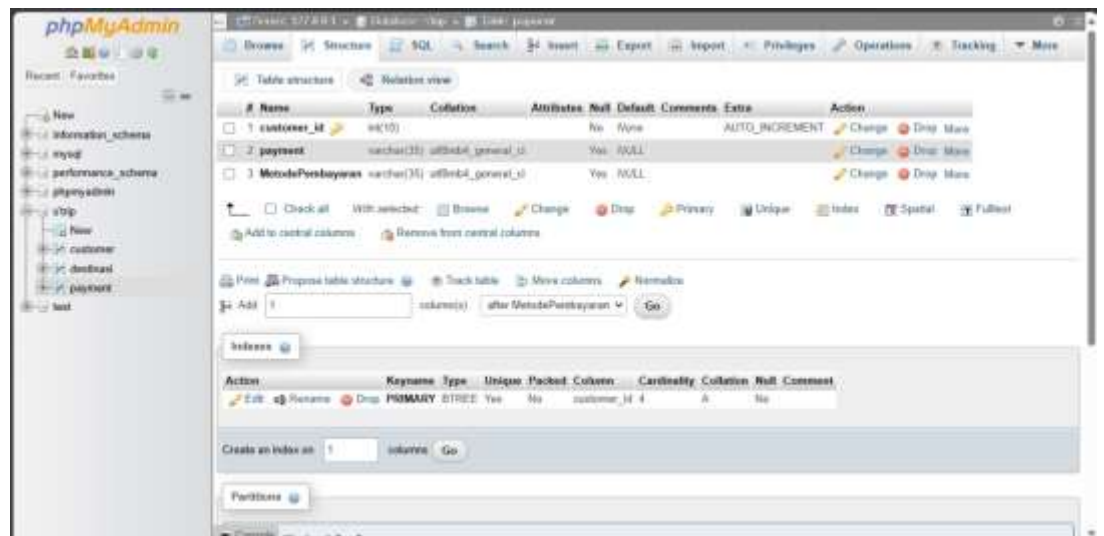 phpMyAdmin
Recent Favorites
New
information_schema
mysql
performance_schema
phpmyadmin
New
customer
destinasi
payment
test
Browse Structure SQL Search Insert Export Import Privileges Operations Tracking More
Table structure Relation view
# Name Type Collation Attributes Null Default Comments Extra Action
1 customer_id int(10) No None AUTO_INCREMENT Change Drop More
2 payment utf8mb4_general_ci Yes NULL Change Drop More
3 MetodePembayaran utf8mb4_general_ci Yes NULL Change Drop More
Check all With selected: Browse Change Drop Primary Unique Index Spatial Fulltext
Add to central columns Remove from central columns
Print Propose table structure Track table Move columns Normalize
Add 1 column(s) after MetodePembayaran Go
Indexes
Action Keyname Type Unique Packed Column Cardinality Collation Null Comment
Edit Rename Drop PRIMARY BTREE Yes No customer_id 4 A No
Create an index on 1 columns Go
Partitions
Console